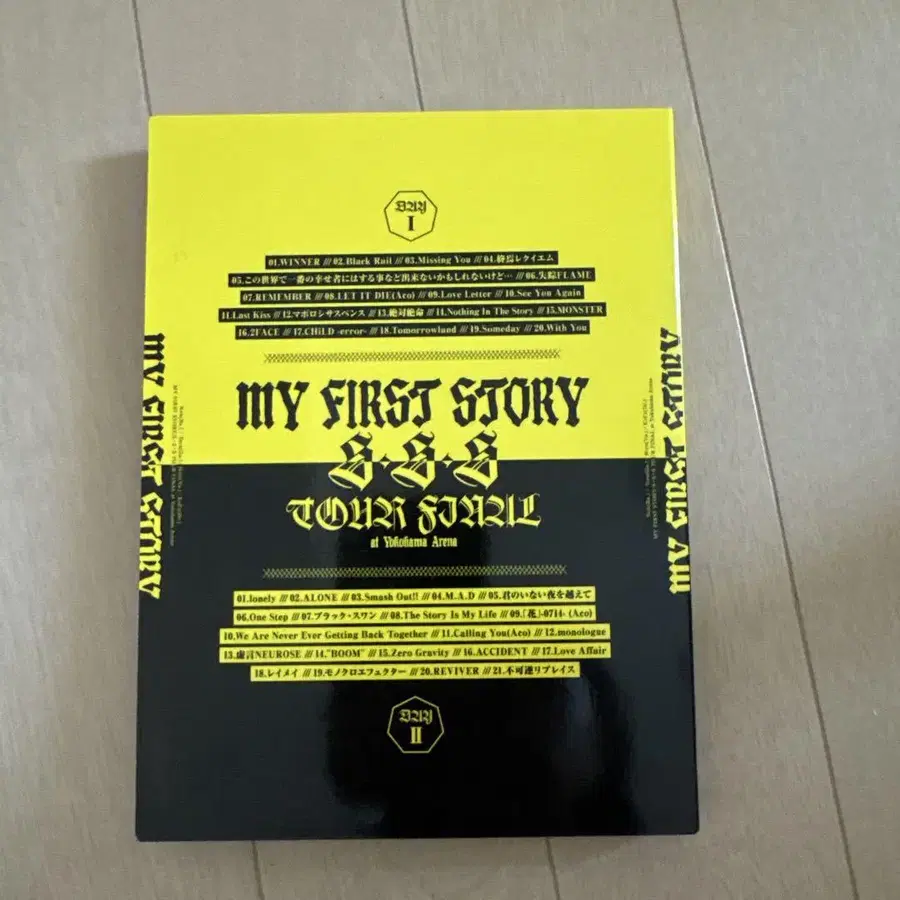 DAY
I
01.WINNER /// 02.Black Rail /// 03.Missing You /// 04.終焉レクイエム
05.この世界で一番の幸せ者にはする事など出来ないかもしれないけど… /// 06.失踪FLAME
07.REMEMBER /// 08.LET IT DIE(Aco) /// 09.Love Letter /// 10.See You Again
11.Last Kiss /// 12.マボロシサスペンス /// 13.絶対絶命 /// 14.Nothing In The Story /// 15.MONSTER
16.2FACE /// 17.CHiLD -error- /// 18.Tomorrowland /// 19.Someday /// 20.With You
MY FIRST STORY
S·S·S
TOUR FINAL
at Yokohama Arena
01.lonely /// 02.ALONE /// 03.Smash Out!! /// 04.M.A.D /// 05.君のいない夜を越えて
06.One Step /// 07.ブラック・スワン /// 08.The Story Is My Life /// 09.「花」-0714- (Aco)
10.We Are Never Ever Getting Back Together /// 11.Calling You(Aco) /// 12.monologue
13.虚言NEUROSE /// 14."BOOM" /// 15.Zero Gravity /// 16.ACCIDENT /// 17.Love Affair
18.レイメイ /// 19.モノクロエフェクター /// 20.REVIVER /// 21.不可逆リプレイス
DAY
II
MY FIRST STORY
MY FIRST STORY